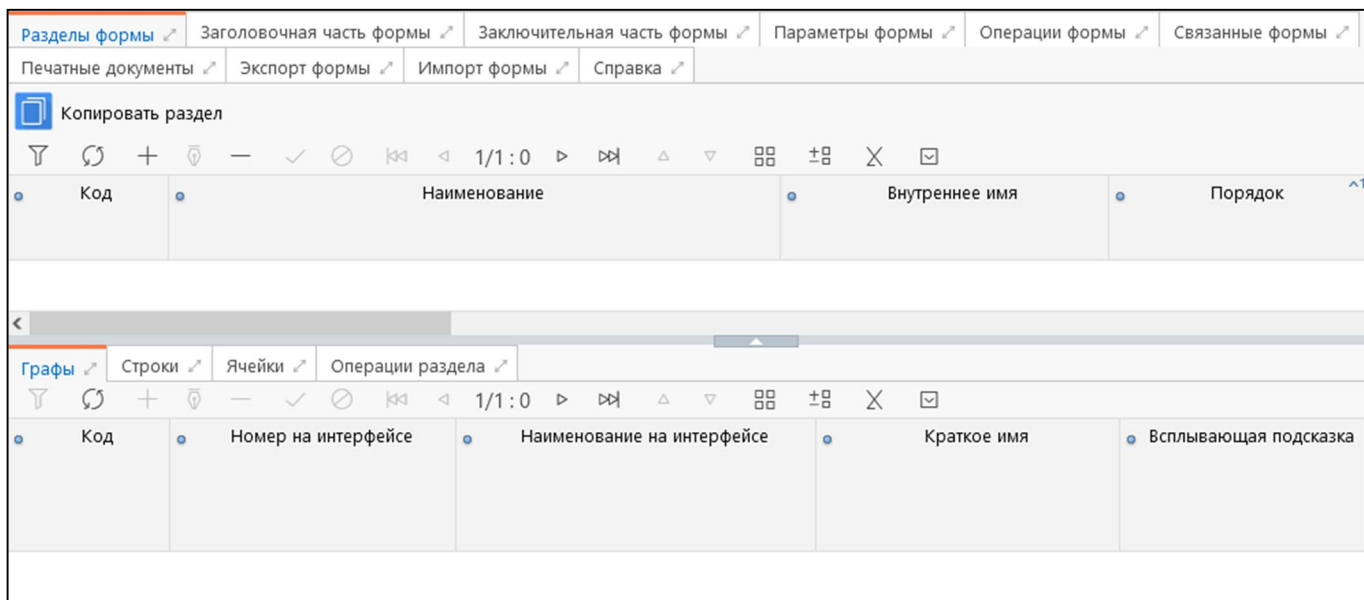 Разделы формы Заголовочная часть формы Заключительная часть формы Параметры формы Операции формы Связанные формы
Печатные документы Экспорт формы Импорт формы Справка
Копировать раздел
1/1 : 0
Код Наименование Внутреннее имя Порядок ^1
Графы Строки Ячейки Операции раздела
1/1 : 0
Код Номер на интерфейсе Наименование на интерфейсе Краткое имя Всплывающая подсказка